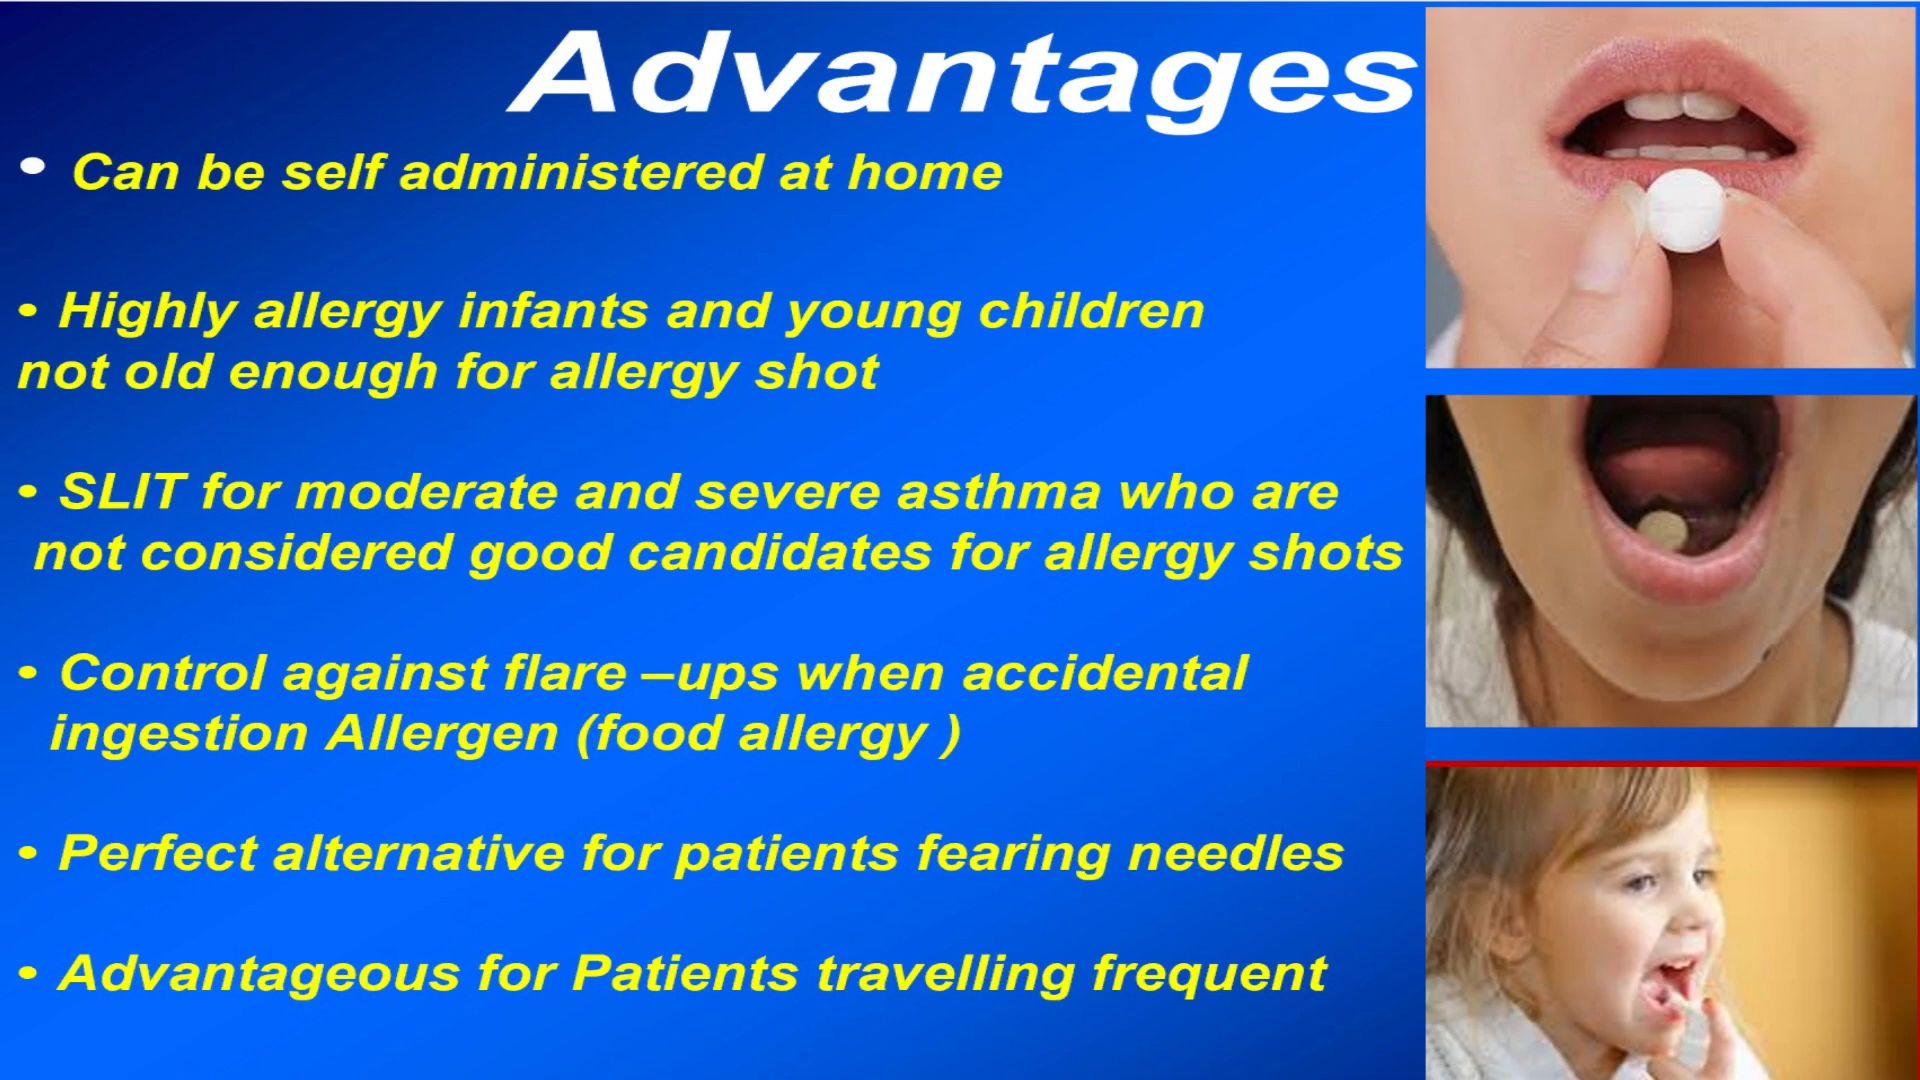 Advantages
• Can be self administered at home
• Highly allergy infants and young children
not old enough for allergy shot
• SLIT for moderate and severe asthma who are
not considered good candidates for allergy shots
• Control against flare –ups when accidental
ingestion Allergen (food allergy )
• Perfect alternative for patients fearing needles
• Advantageous for Patients travelling frequent